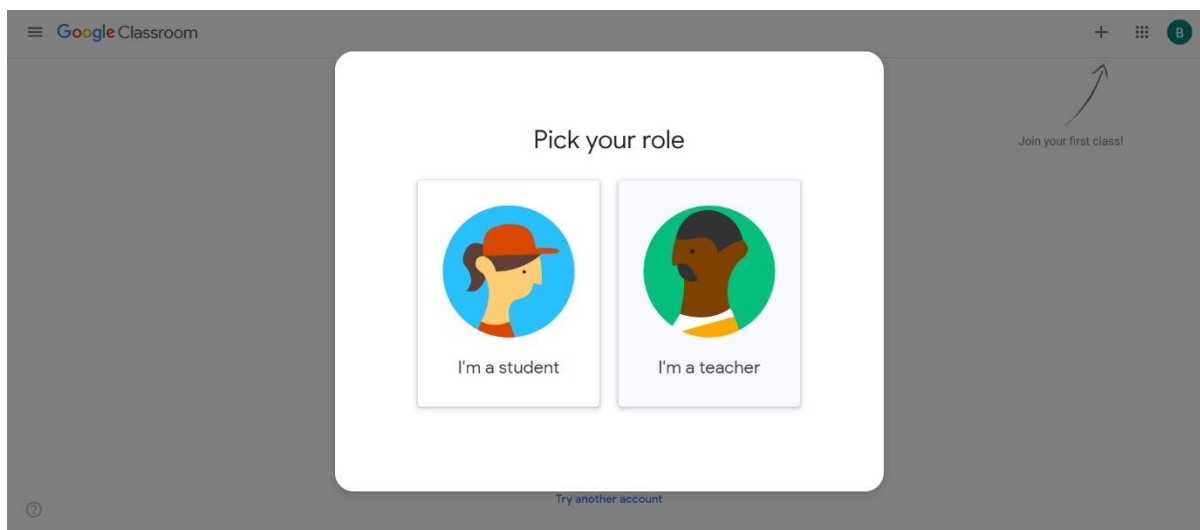 Google Classroom
B
Join your first class!
Pick your role
I'm a student
I'm a teacher
Try another account
?